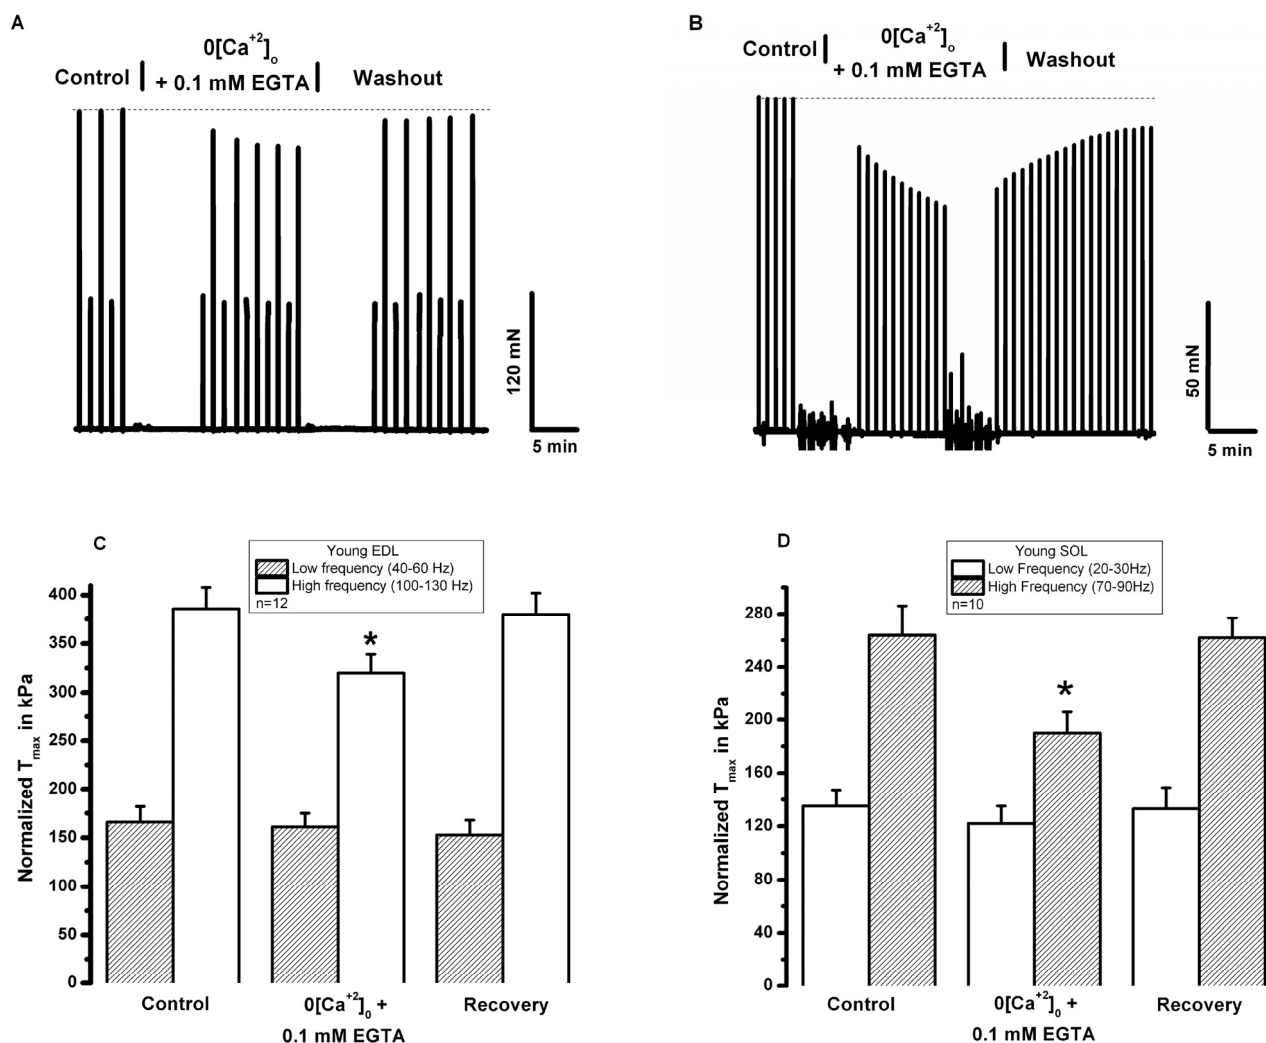 A
0[Ca⁺²]ₒ
Control
+ 0.1 mM EGTA
Washout
120 mN
5 min
B
0[Ca⁺²]ₒ
Control
+ 0.1 mM EGTA
Washout
50 mN
5 min
C
Young EDL
Low frequency (40-60 Hz)
High frequency (100-130 Hz)
n=12
Normalized Tmax in kPa
400
350
300
250
200
150
100
50
0
*
Control
0[Ca⁺²]₀ +
0.1 mM EGTA
Recovery
D
Young SOL
Low Frequency (20-30Hz)
High Frequency (70-90Hz)
n=10
Normalized Tmax in kPa
280
240
200
160
120
80
40
0
*
Control
0[Ca⁺²]₀ +
0.1 mM EGTA
Recovery